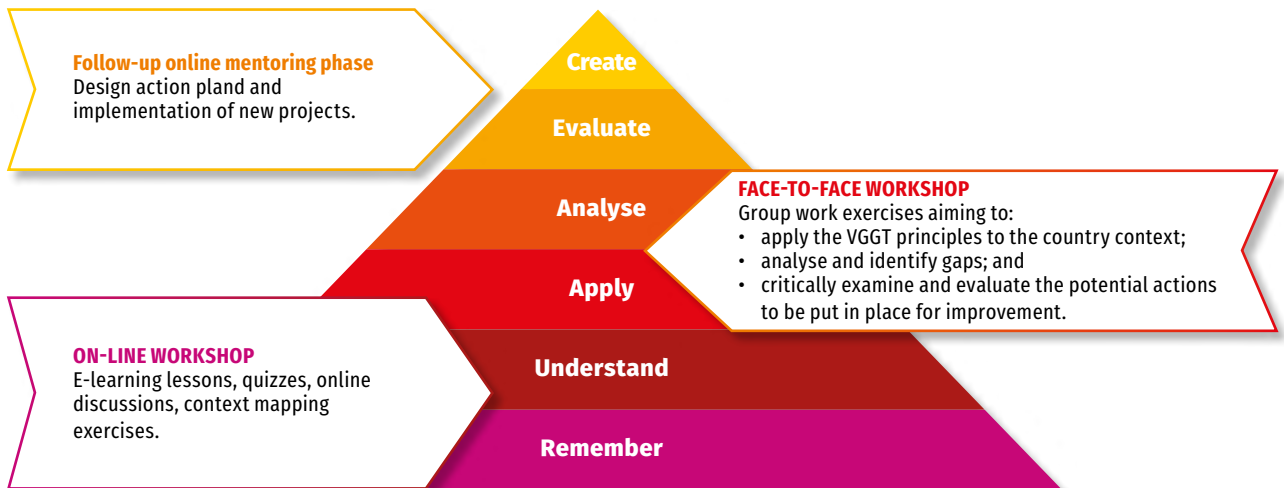 Follow-up online mentoring phase
Design action pland and
implementation of new projects.
Create
Evaluate
Analyse
FACE-TO-FACE WORKSHOP
Group work exercises aiming to:
• apply the VGGT principles to the country context;
• analyse and identify gaps; and
• critically examine and evaluate the potential actions
to be put in place for improvement.
Apply
ON-LINE WORKSHOP
E-learning lessons, quizzes, online
discussions, context mapping
exercises.
Understand
Remember